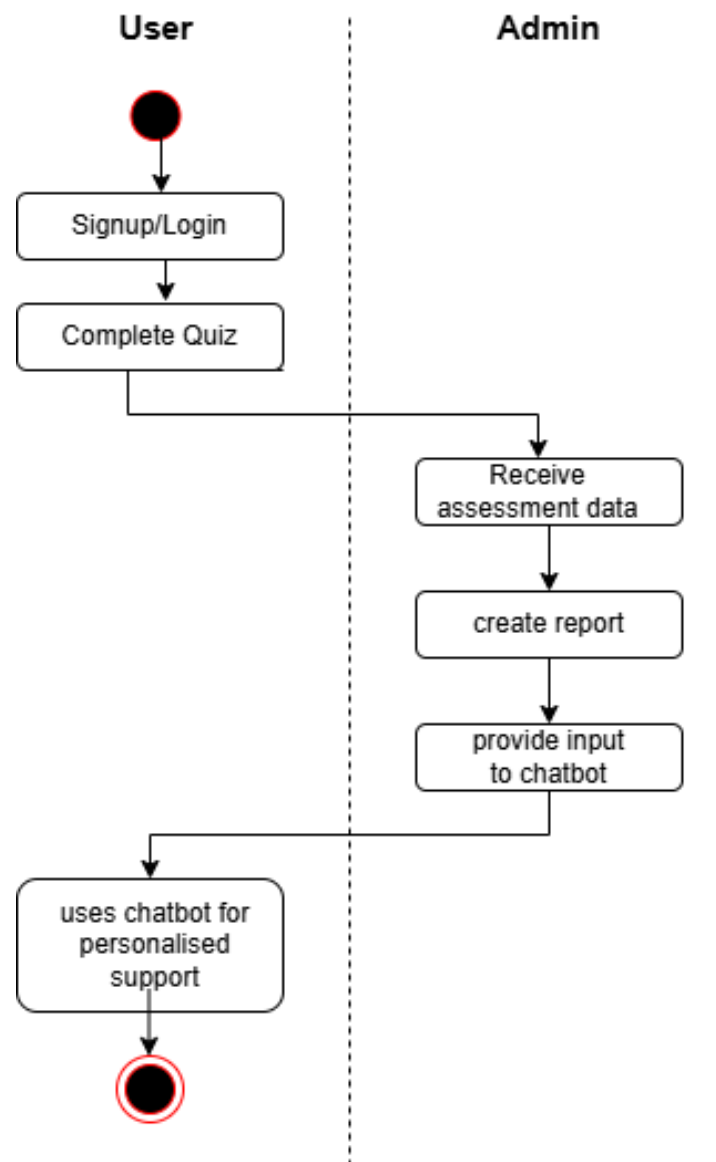 User
Admin
Signup/Login
Complete Quiz
Receive
assessment data
create report
provide input
to chatbot
uses chatbot for
personalised
support